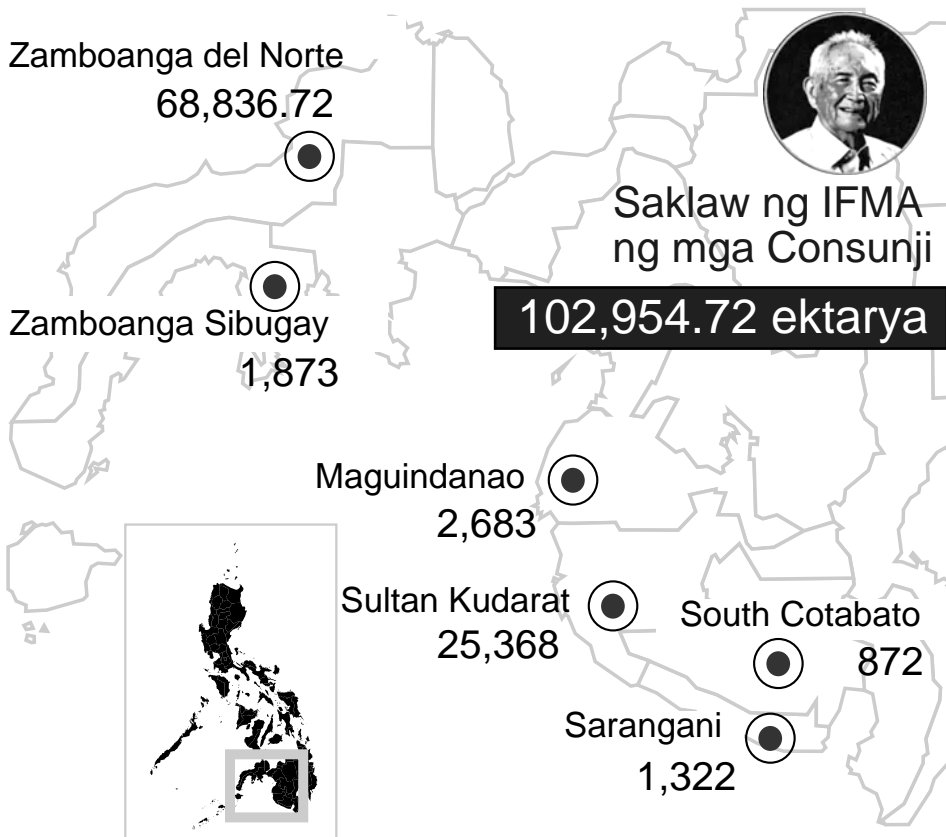 Zamboanga del Norte
68,836.72
Saklaw ng IFMA
ng mga Consunji
102,954.72 ektarya
Zamboanga Sibugay
1,873
Maguindanao
2,683
Sultan Kudarat
25,368
South Cotabato
872
Sarangani
1,322